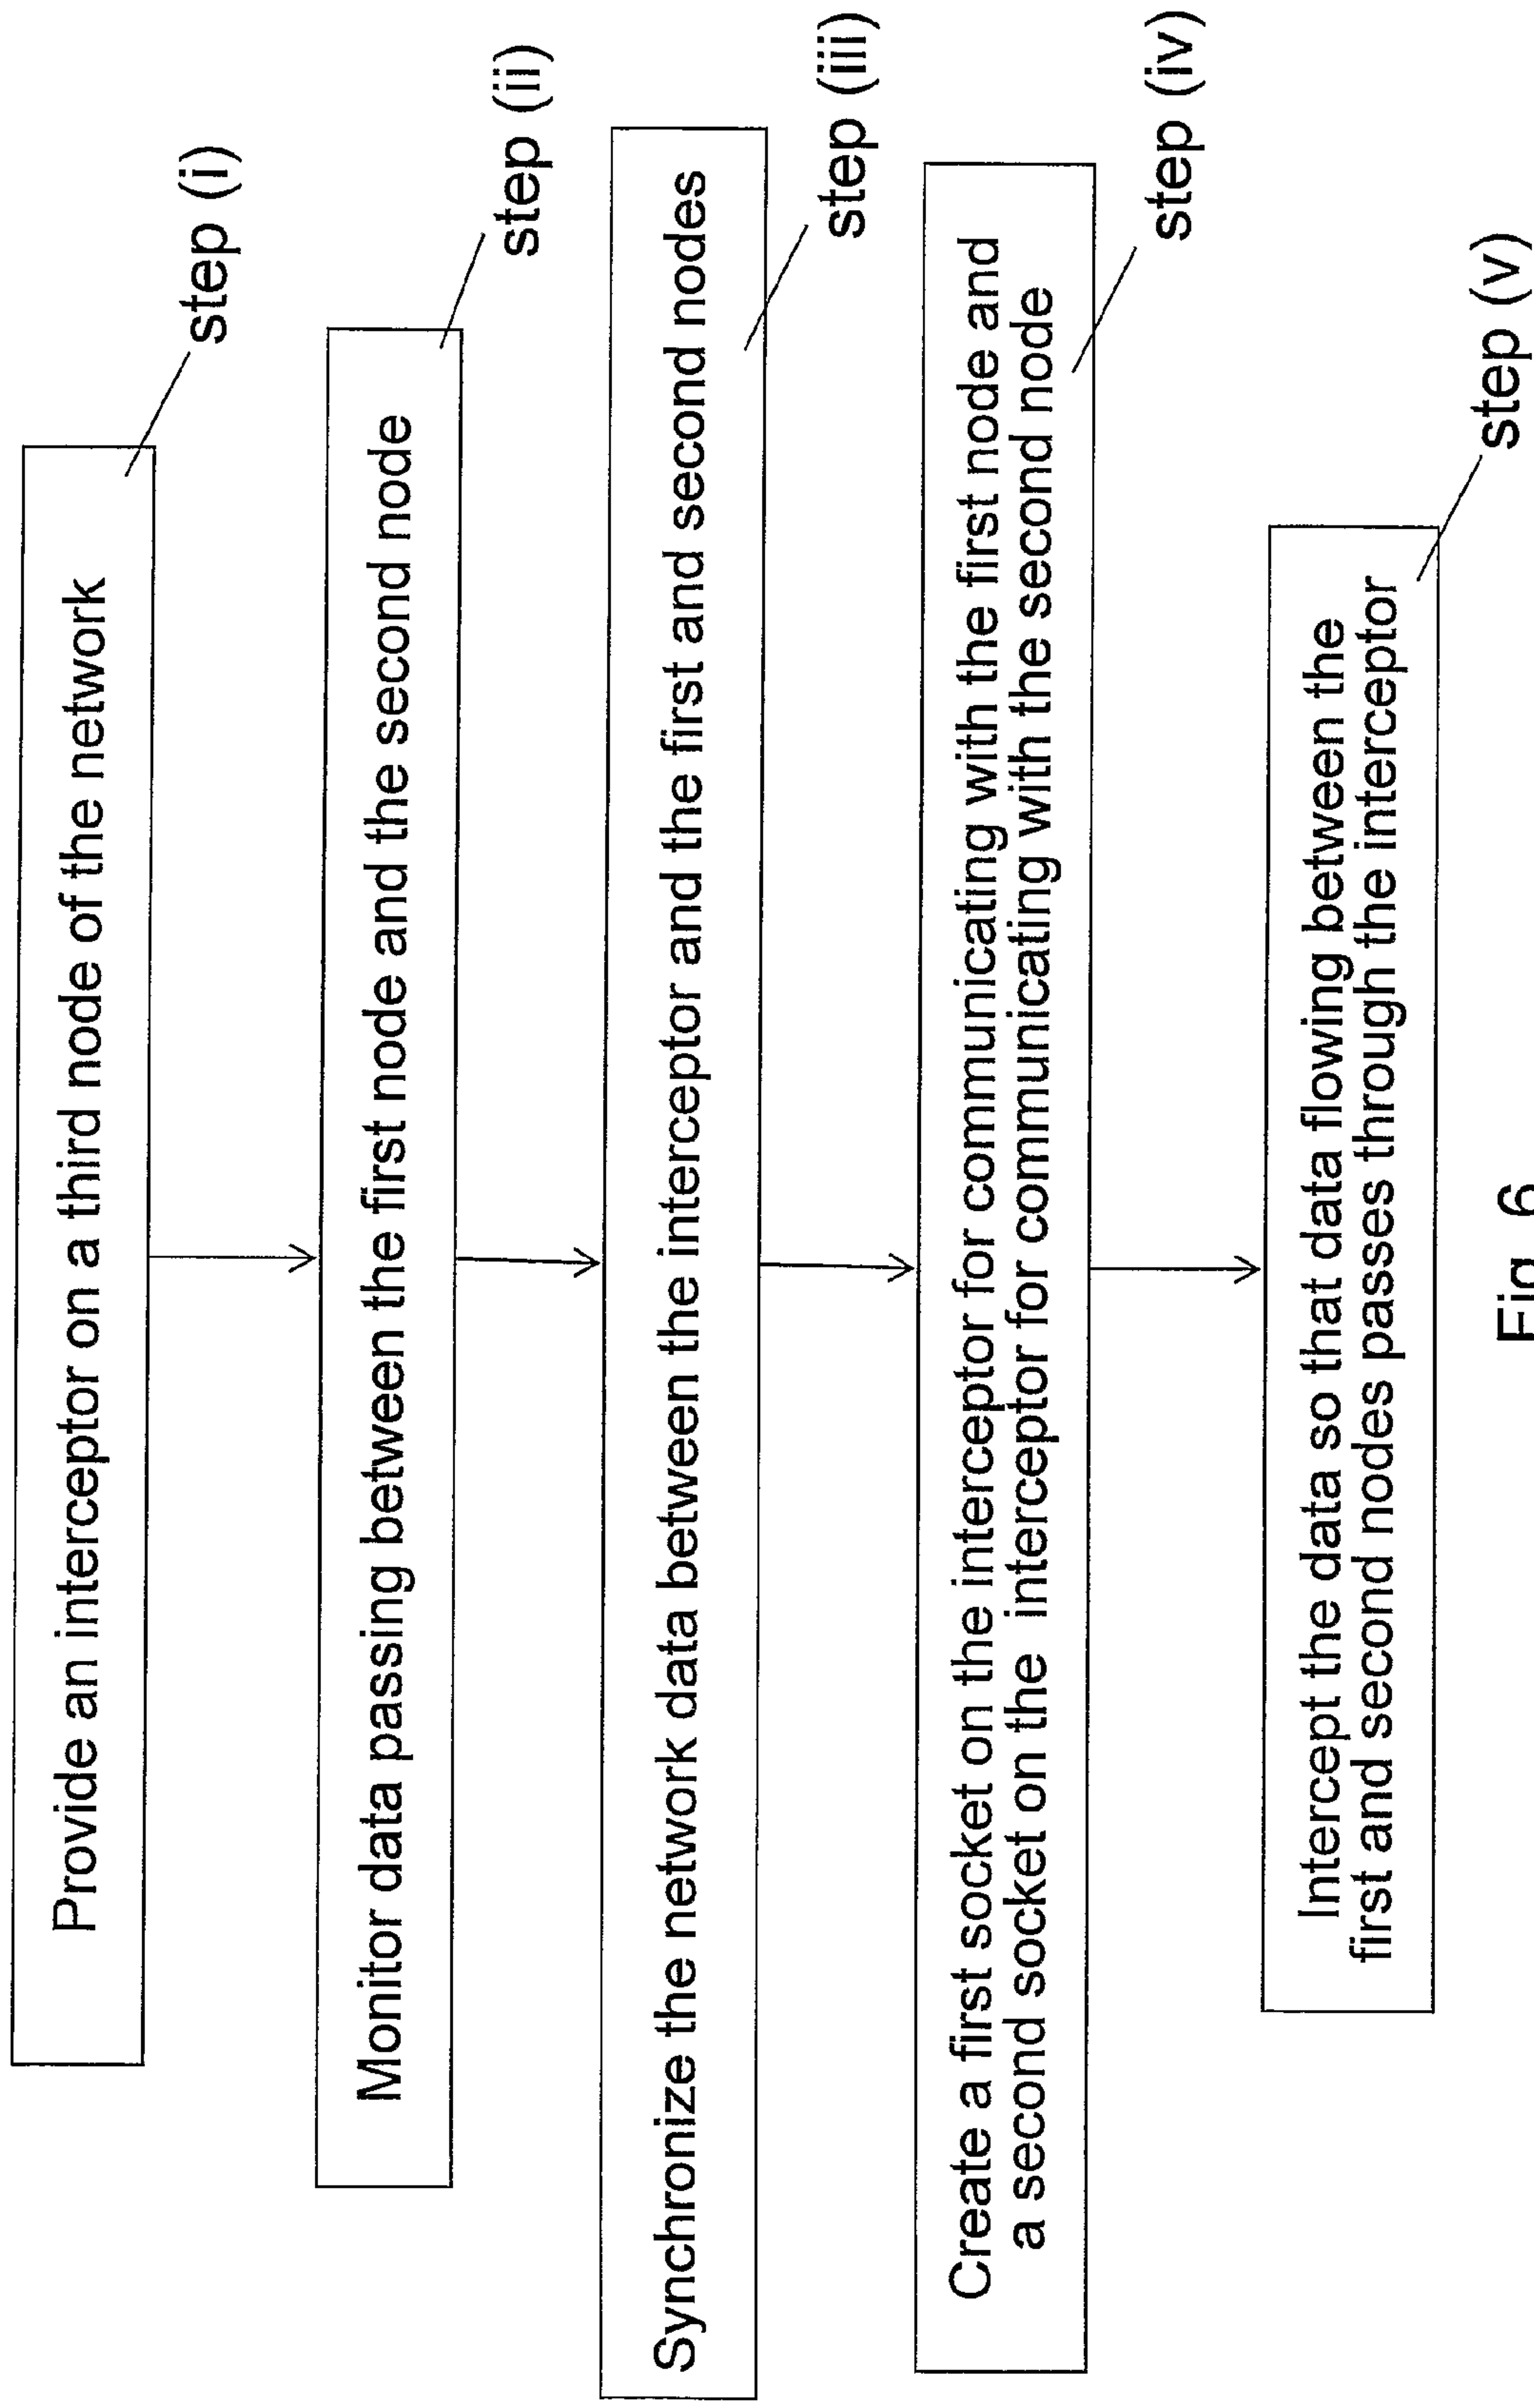 Provide an interceptor on a third node of the network
step (i)
Monitor data passing between the first node and the second node
step (ii)
Synchronize the network data between the interceptor and the first and second nodes
step (iii)
Create a first socket on the interceptor for communicating with the first node and
a second socket on the interceptor for communicating with the second node
step (iv)
Intercept the data so that data flowing between the
first and second nodes passes through the interceptor
step (v)
Fig. 6